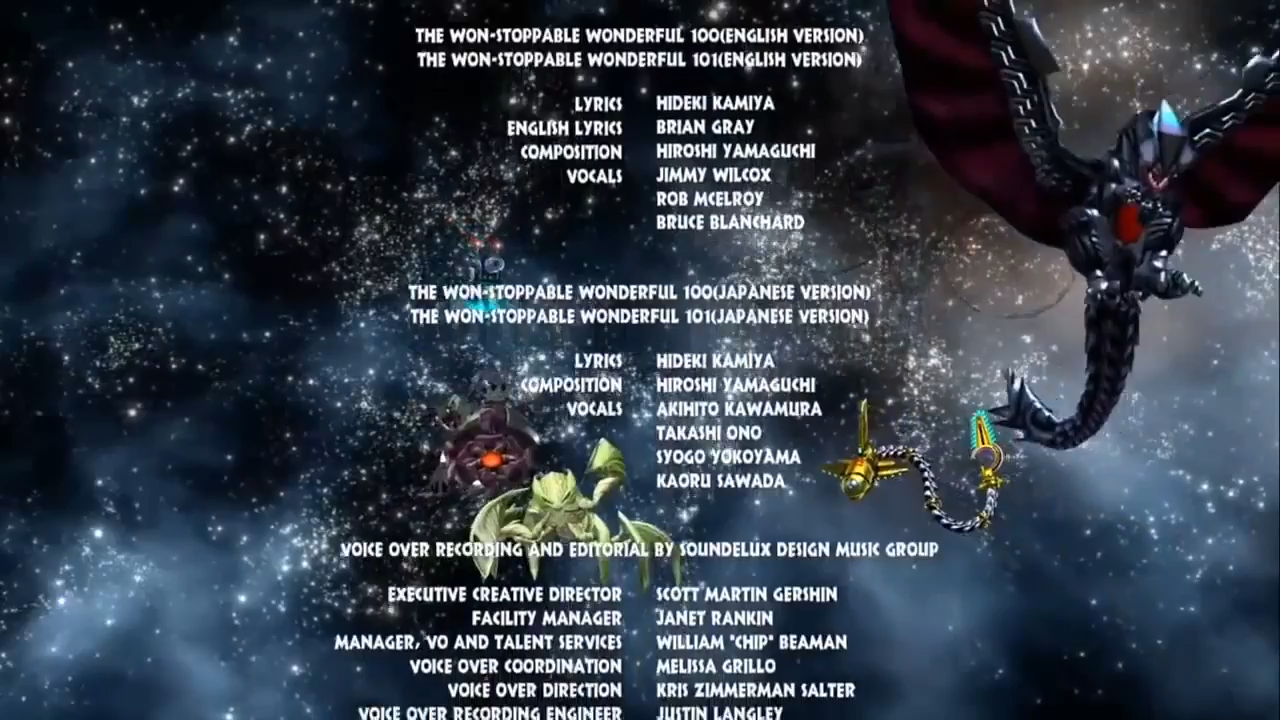 THE WON-STOPPABLE WONDERFUL 100(ENGLISH VERSION)
THE WON-STOPPABLE WONDERFUL 101(ENGLISH VERSION)
LYRICS HIDEKI KAMIYA
ENGLISH LYRICS BRIAN GRAY
COMPOSITION HIROSHI YAMAGUCHI
VOCALS JIMMY WILCOX
ROB MCELROY
BRUCE BLANCHARD
THE WON-STOPPABLE WONDERFUL 100(JAPANESE VERSION)
THE WON-STOPPABLE WONDERFUL 101(JAPANESE VERSION)
LYRICS HIDEKI KAMIYA
COMPOSITION HIROSHI YAMAGUCHI
VOCALS AKIHITO KAWAMURA
TAKASHI ONO
SYOGO YOKOYAMA
KAORU SAWADA
VOICE OVER RECORDING AND EDITORIAL BY SOUNDELUX DESIGN MUSIC GROUP
EXECUTIVE CREATIVE DIRECTOR SCOTT MARTIN GERSHIN
FACILITY MANAGER JANET RANKIN
MANAGER, VO AND TALENT SERVICES WILLIAM "CHIP" BEAMAN
VOICE OVER COORDINATION MELISSA GRILLO
VOICE OVER DIRECTION KRIS ZIMMERMAN SALTER
VOICE OVER RECORDING ENGINEER JUSTIN LANGLEY